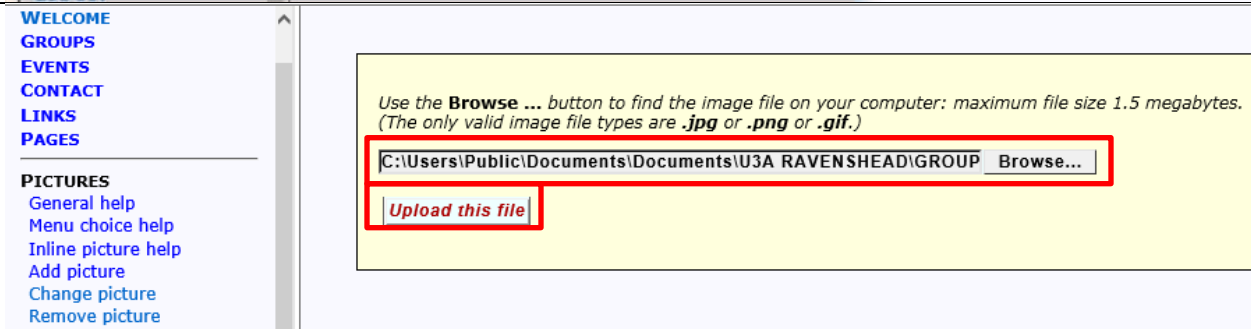 WELCOME
GROUPS
EVENTS
CONTACT
LINKS
PAGES
PICTURES
General help
Menu choice help
Inline picture help
Add picture
Change picture
Remove picture
Use the Browse ... button to find the image file on your computer: maximum file size 1.5 megabytes.
(The only valid image file types are .jpg or .png or .gif.)
C:\Users\Public\Documents\Documents\U3A RAVENSHEAD\GROUP Browse...
Upload this file